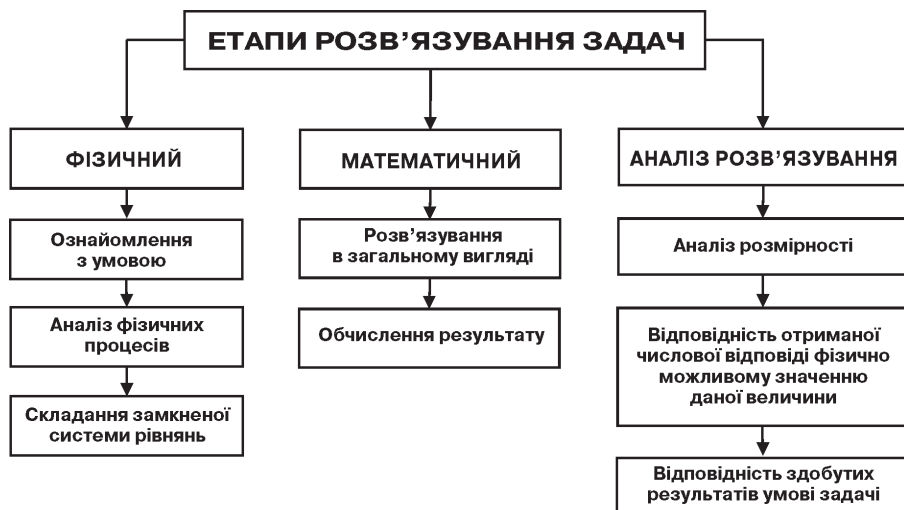 ЕТАПИ РОЗВ’ЯЗУВАННЯ ЗАДАЧ
ФІЗИЧНИЙ
Ознайомлення
з умовою
Аналіз фізичних
процесів
Складання замкненої
системи рівнянь
МАТЕМАТИЧНИЙ
Розв’язування
в загальному вигляді
Обчислення результату
АНАЛІЗ РОЗВ’ЯЗУВАННЯ
Аналіз розмірності
Відповідність отриманої
числової відповіді фізично
можливому значенню
даної величини
Відповідність здобутих
результатів умові задачі